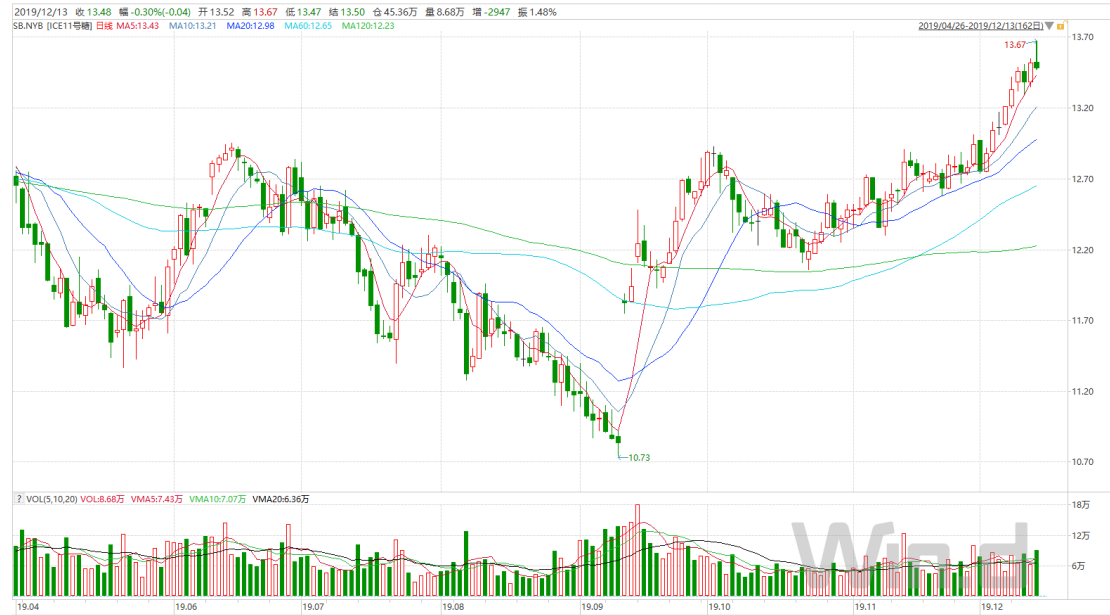 2019/12/13 收 13.48 幅 -0.30%(-0.04) 开 13.52 高 13.67 低 13.47 结 13.50 仓 45.36万 量 8.68万 增 -2947 振 1.48%
SB.NYB [ICE11号糖] 日线 MA5:13.43 MA10:13.21 MA20:12.98 MA60:12.65 MA120:12.23 2019/04/26-2019/12/13(162日)
13.70
13.67
13.20
12.70
12.20
11.70
11.20
10.73
10.70
? VOL(5,10,20) VOL:8.68万 VMA5:7.43万 VMA10:7.07万 VMA20:6.36万
18万
12万
6万
Wind
19.04 19.06 19.07 19.08 19.09 19.10 19.11 19.12